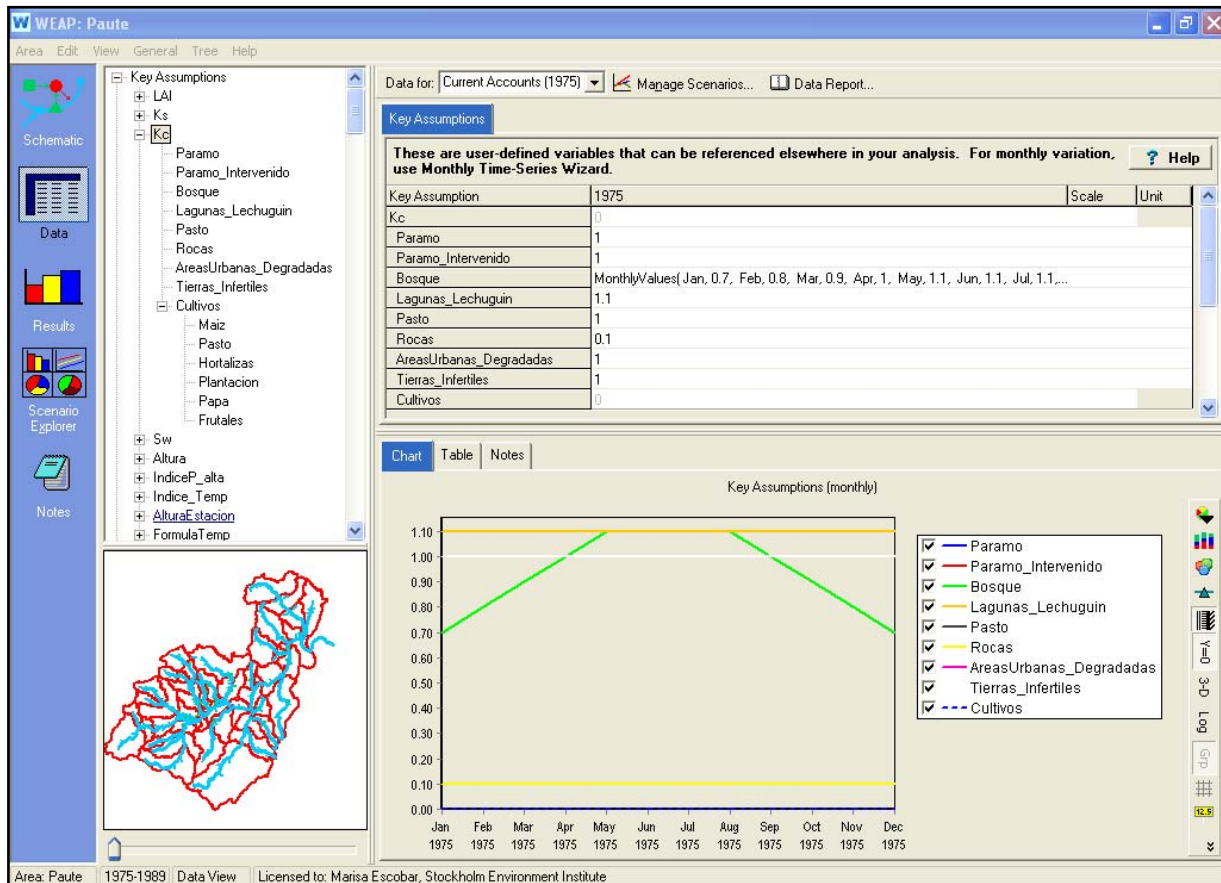 WEAP: Paute
Area Edit View General Tree Help
Schematic
Data
Results
Scenario
Explorer
Notes
Key Assumptions
LAI
Ks
Kc
Paramo
Paramo_Intervenido
Bosque
Lagunas_Lechuguin
Pasto
Rocas
AreasUrbanas_Degradadas
Tierras_Infertiles
Cultivos
Maiz
Pasto
Hortalizas
Plantacion
Papa
Frutales
Sw
Altura
IndiceP_alta
Indice_Temp
AlturaEstacion
FormulaTemp
Data for: Current Accounts (1975) Manage Scenarios... Data Report...
Key Assumptions
These are user-defined variables that can be referenced elsewhere in your analysis. For monthly variation,
use Monthly Time-Series Wizard.
? Help
Key Assumption 1975 Scale Unit
Kc 0
Paramo 1
Paramo_Intervenido 1
Bosque MonthlyValues( Jan, 0.7, Feb, 0.8, Mar, 0.9, Apr, 1, May, 1.1, Jun, 1.1, Jul, 1.1,...
Lagunas_Lechuguin 1.1
Pasto 1
Rocas 0.1
AreasUrbanas_Degradadas 1
Tierras_Infertiles 1
Cultivos 0
Chart Table Notes
Key Assumptions (monthly)
1.10
1.00
0.90
0.80
0.70
0.60
0.50
0.40
0.30
0.20
0.10
0.00
Jan Feb Mar Apr May Jun Jul Aug Sep Oct Nov Dec
1975 1975 1975 1975 1975 1975 1975 1975 1975 1975 1975 1975
Paramo
Paramo_Intervenido
Bosque
Lagunas_Lechuguin
Pasto
Rocas
AreasUrbanas_Degradadas
Tierras_Infertiles
Cultivos
Y=0
3-D
Log
Grp
12.5
Area: Paute 1975-1989 Data View Licensed to: Marisa Escobar, Stockholm Environment Institute